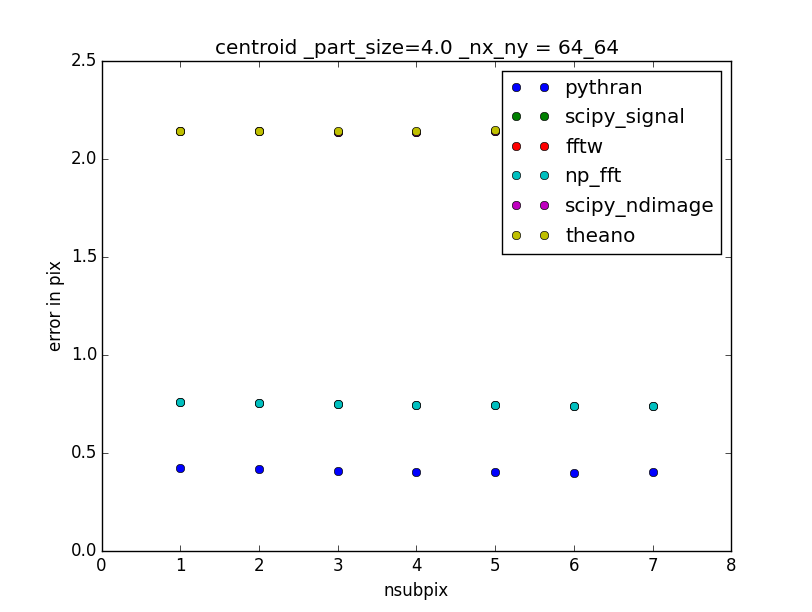 centroid _part_size=4.0 _nx_ny = 64_64
2.5
2.0
1.5
1.0
0.5
0.0
error in pix
pythran
scipy_signal
fftw
np_fft
scipy_ndimage
theano
0 1 2 3 4 5 6 7 8
nsubpix